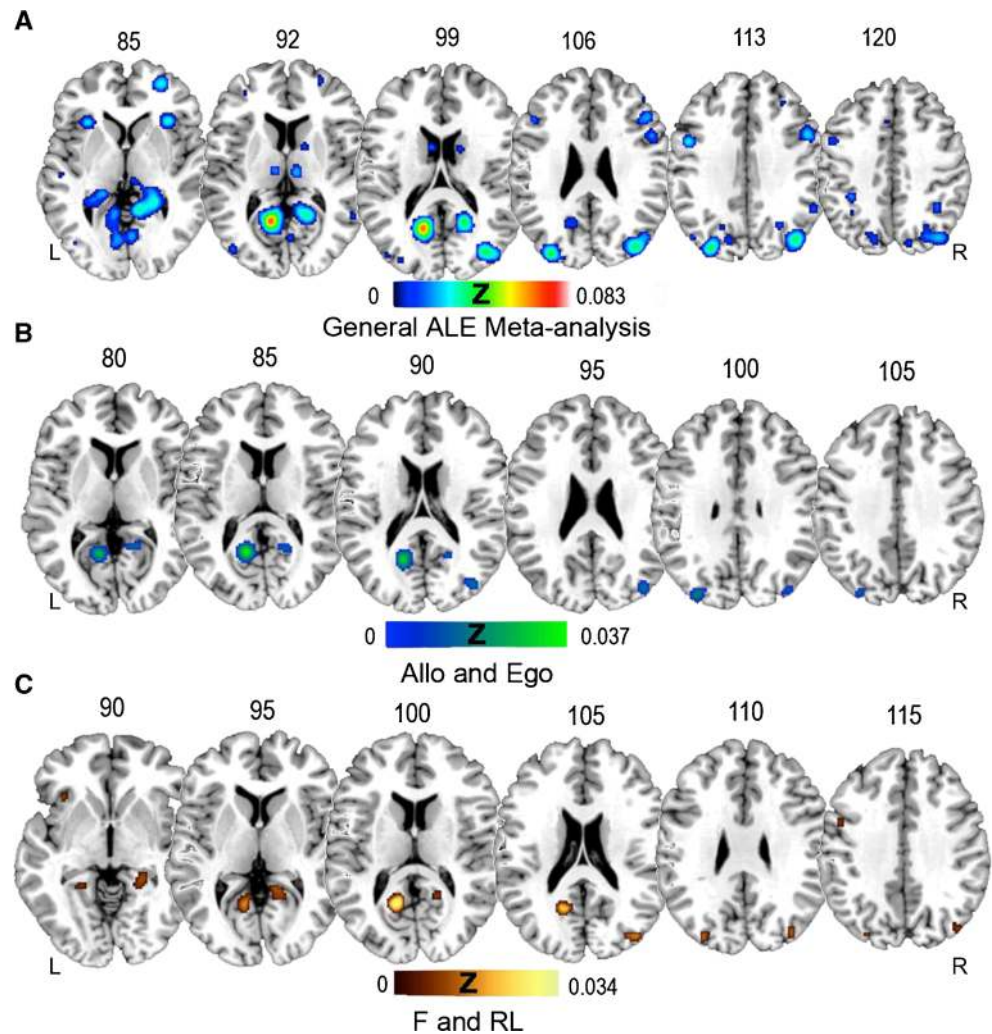 A
85 92 99 106 113 120
L R
0 Z 0.083
General ALE Meta-analysis
B
80 85 90 95 100 105
L R
0 Z 0.037
Allo and Ego
C
90 95 100 105 110 115
L R
0 Z 0.034
F and RL